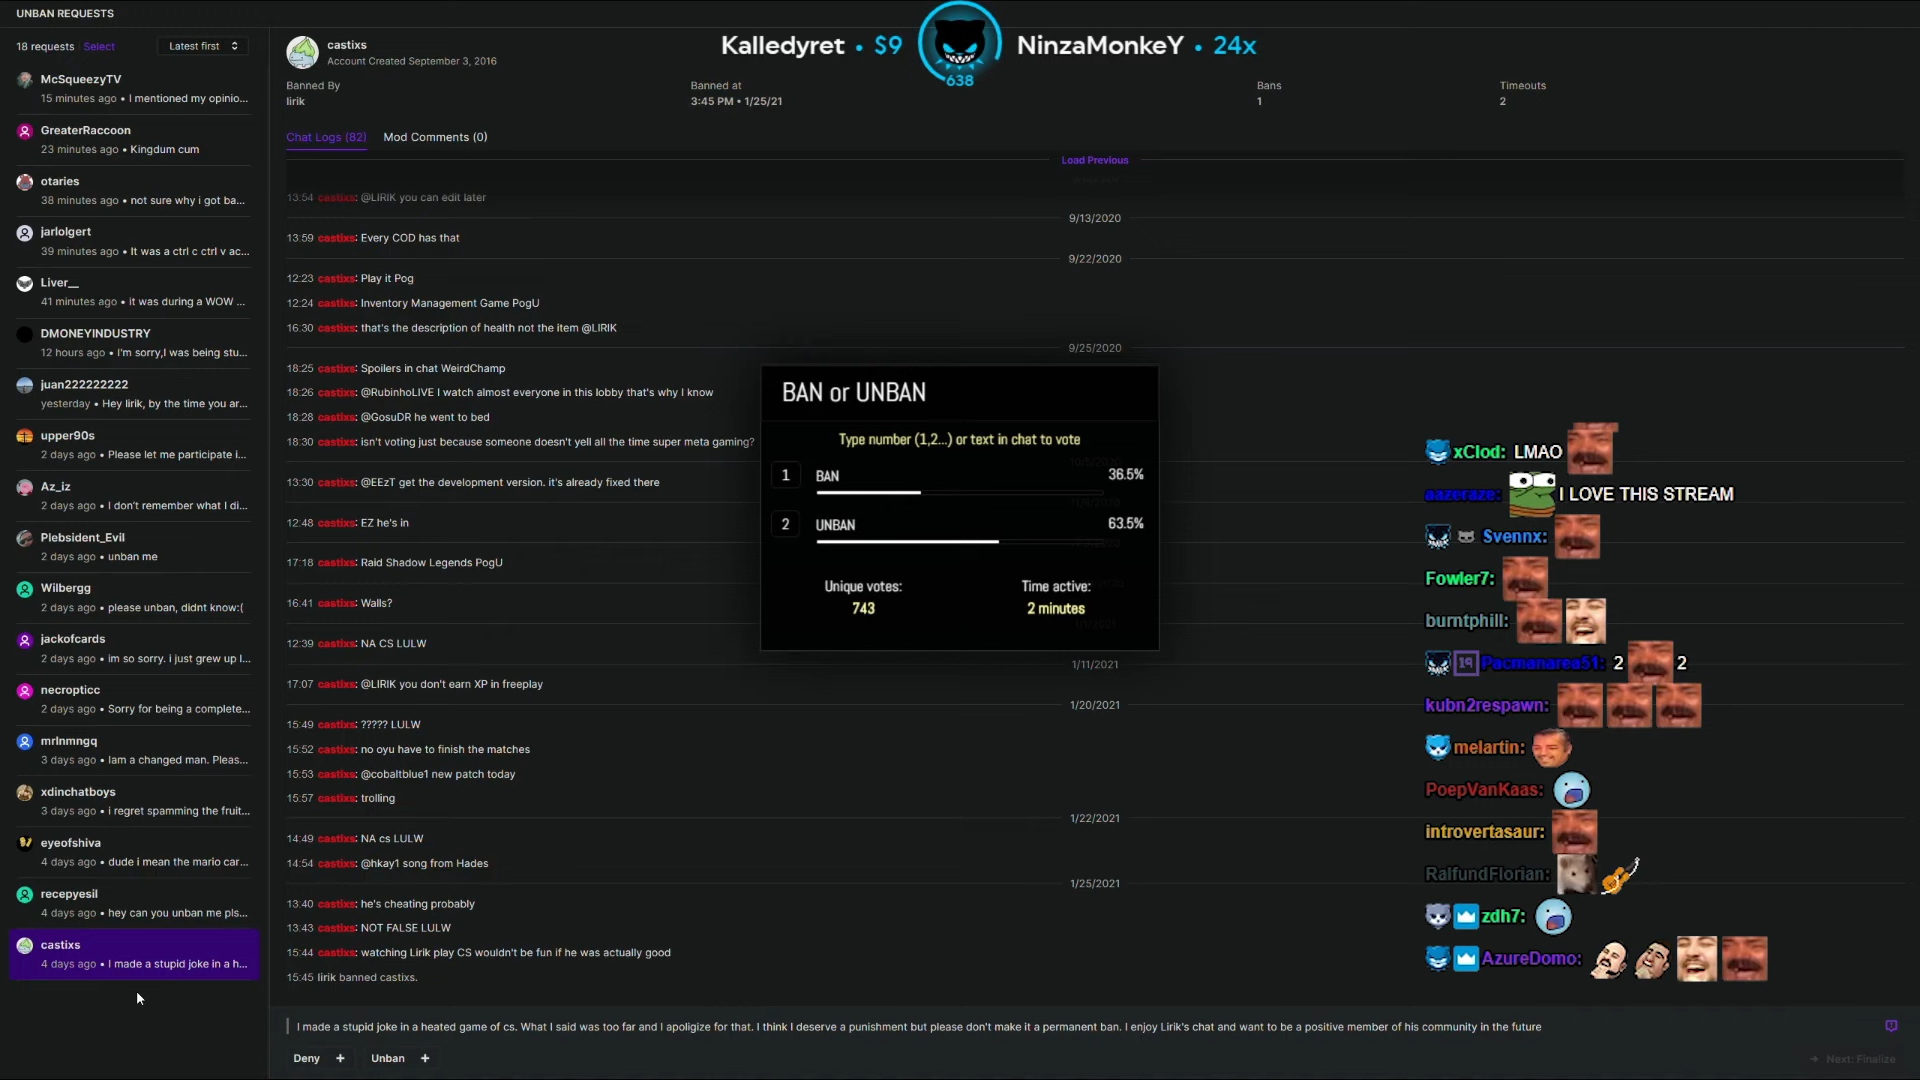 UNBAN REQUESTS
18 requests Select Latest first
McSqueezyTV
15 minutes ago • I mentioned my opinio...
GreaterRaccoon
23 minutes ago • Kingdum cum
otaries
38 minutes ago • not sure why i got ba...
jarlolgert
39 minutes ago • It was a ctrl c ctrl v ac...
Liver__
41 minutes ago • it was during a WOW ...
DMONEYINDUSTRY
12 hours ago • I'm sorry,I was being stu...
juan222222222
yesterday • Hey lirik, by the time you ar...
upper90s
2 days ago • Please let me participate i...
Az_iz
2 days ago • I don't remember what I di...
Plebsident_Evil
2 days ago • unban me
Wilbergg
2 days ago • please unban, didnt know:(
jackofcards
2 days ago • im so sorry. i just grew up l...
necropticc
2 days ago • Sorry for being a complete...
mrlnmngq
3 days ago • Iam a changed man. Pleas...
xdinchatboys
3 days ago • i regret spamming the fruit...
eyeofshiva
4 days ago • dude i mean the mario car...
recepyesil
4 days ago • hey can you unban me pls...
castixs
4 days ago • I made a stupid joke in a h...
castixs
Account Created September 3, 2016
Kalledyret • $9
638
NinzaMonkeY • 24x
Banned By
lirik
Banned at
3:45 PM • 1/25/21
Bans
1
Timeouts
2
Chat Logs (82) Mod Comments (0)
Load Previous
13:54 castixs: @LIRIK you can edit later
9/13/2020
13:59 castixs: Every COD has that
9/22/2020
12:23 castixs: Play it Pog
12:24 castixs: Inventory Management Game PogU
16:30 castixs: that's the description of health not the item @LIRIK
9/25/2020
18:25 castixs: Spoilers in chat WeirdChamp
18:26 castixs: @RubinhoLIVE I watch almost everyone in this lobby that's why I know
18:28 castixs: @GosuDR he went to bed
18:30 castixs: isn't voting just because someone doesn't yell all the time super meta gaming?
13:30 castixs: @EEzT get the development version. it's already fixed there
12:48 castixs: EZ he's in
17:18 castixs: Raid Shadow Legends PogU
16:41 castixs: Walls?
12:39 castixs: NA CS LULW
1/11/2021
17:07 castixs: @LIRIK you don't earn XP in freeplay
1/20/2021
15:49 castixs: ????? LULW
15:52 castixs: no oyu have to finish the matches
15:53 castixs: @cobaltblue1 new patch today
15:57 castixs: trolling
1/22/2021
14:49 castixs: NA cs LULW
14:54 castixs: @hkay1 song from Hades
1/25/2021
13:40 castixs: he's cheating probably
13:43 castixs: NOT FALSE LULW
15:44 castixs: watching Lirik play CS wouldn't be fun if he was actually good
15:45 lirik banned castixs.
BAN or UNBAN
Type number (1,2...) or text in chat to vote
1 BAN 36.5%
2 UNBAN 63.5%
Unique votes: Time active:
743 2 minutes
xClod: LMAO
aazeraze: I LOVE THIS STREAM
Svennx:
Fowler7:
burntphill:
19 Pacmanarea51: 2 2
kubn2respawn:
melartin:
PoepVanKaas:
introvertasaur:
RalfundFlorian:
zdh7:
AzureDomo:
I made a stupid joke in a heated game of cs. What I said was too far and I apoligize for that. I think I deserve a punishment but please don't make it a permanent ban. I enjoy Lirik's chat and want to be a positive member of his community in the future
Deny + Unban +
Next: Finalize